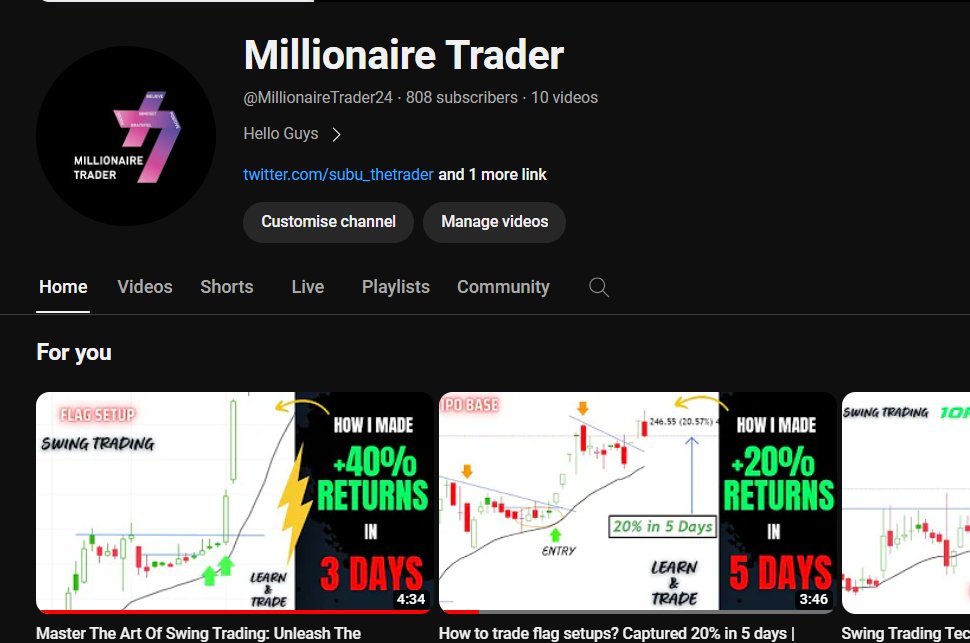 Millionaire Trader
@MillionaireTrader24 · 808 subscribers · 10 videos
Hello Guys
twitter.com/subu_thetrader and 1 more link
Customise channel
Manage videos
BELIEVE
MINDSET
GRATEFUL
MILLIONAIRE
TRADER
Home
Videos
Shorts
Live
Playlists
Community
For you
FLAG SETUP
SWING TRADING
HOW I MADE
+40%
RETURNS
IN
3 DAYS
LEARN
&
TRADE
4:34
IPO BASE
246.55 (20.57%) 4
HOW I MADE
+20%
RETURNS
IN
5 DAYS
20% in 5 Days
ENTRY
LEARN
&
TRADE
3:46
SWING TRADING
Master The Art Of Swing Trading: Unleash The
How to trade flag setups? Captured 20% in 5 days |
Swing Trading Tec